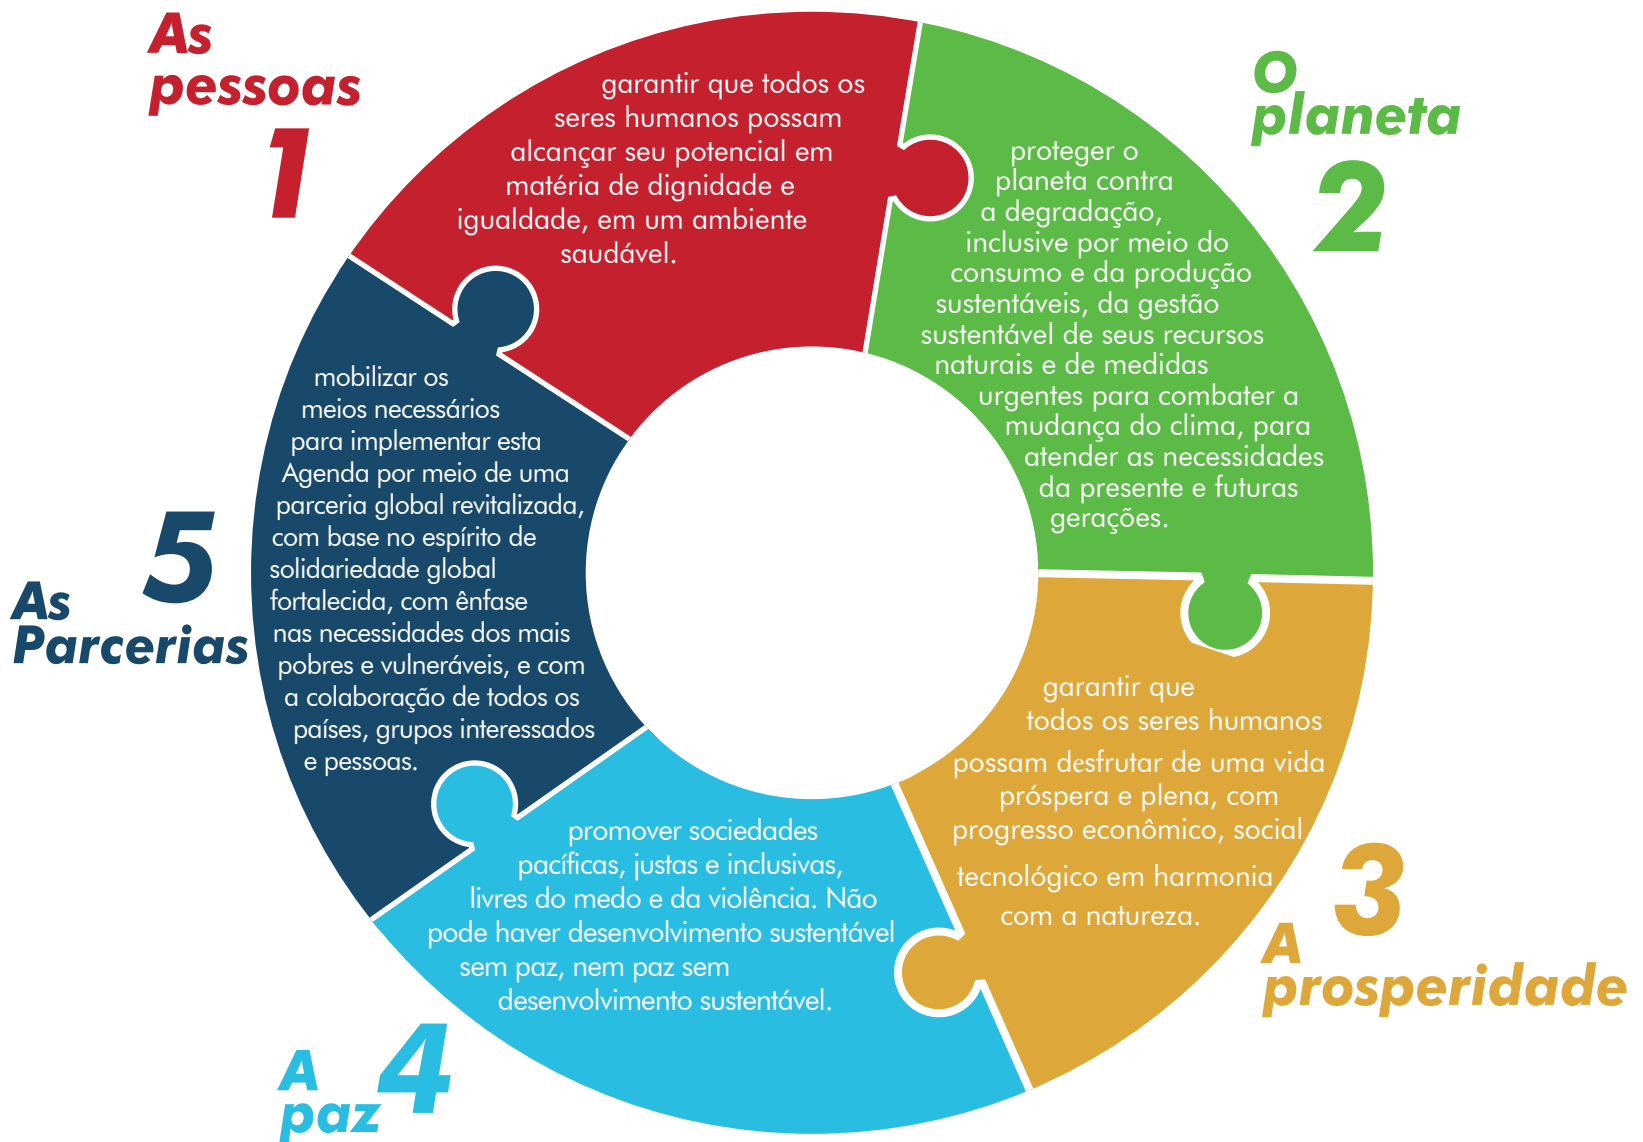 As
pessoas
1
garantir que todos os
seres humanos possam
alcançar seu potencial em
matéria de dignidade e
igualdade, em um ambiente
saudável.
O
planeta
2
proteger o
planeta contra
a degradação,
inclusive por meio do
consumo e da produção
sustentáveis, da gestão
sustentável de seus recursos
naturais e de medidas
urgentes para combater a
mudança do clima, para
atender as necessidades
da presente e futuras
gerações.
garantir que
todos os seres humanos
possam desfrutar de uma vida
próspera e plena, com
progresso econômico, social
tecnológico em harmonia
com a natureza.
3
A
prosperidade
promover sociedades
pacíficas, justas e inclusivas,
livres do medo e da violência. Não
pode haver desenvolvimento sustentável
sem paz, nem paz sem
desenvolvimento sustentável.
4
A
paz
mobilizar os
meios necessários
para implementar esta
Agenda por meio de uma
parceria global revitalizada,
com base no espírito de
solidariedade global
fortalecida, com ênfase
nas necessidades dos mais
pobres e vulneráveis, e com
a colaboração de todos os
países, grupos interessados
e pessoas.
5
As
Parcerias